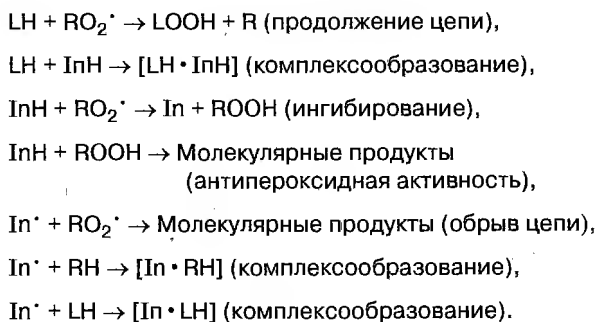 LH + RO₂˙ → LOOH + R (продолжение цепи),
LH + InH → [LH • InH] (комплексообразование),
InH + RO₂˙ → In + ROOH (ингибирование),
InH + ROOH → Молекулярные продукты
(антипероксидная активность),
In˙ + RO₂˙ → Молекулярные продукты (обрыв цепи),
In˙ + RH → [In • RH] (комплексообразование),
In˙ + LH → [In • LH] (комплексообразование).